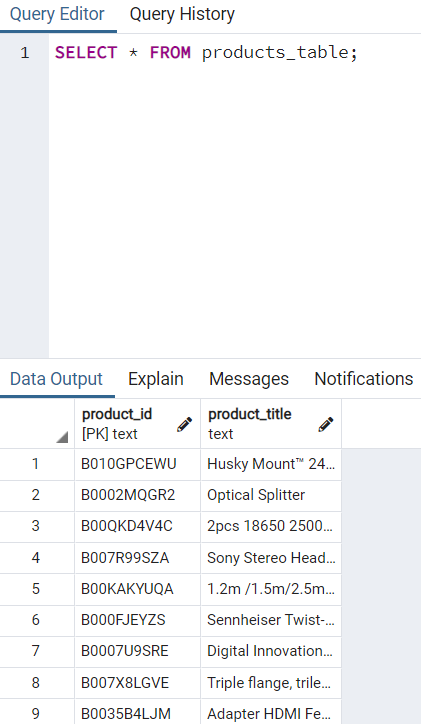 Query Editor Query History
1 SELECT * FROM products_table;
Data Output Explain Messages Notifications
product_id product_title
[PK] text text
1 B010GPCEWU Husky Mount™ 24...
2 B0002MQGR2 Optical Splitter
3 B00QKD4V4C 2pcs 18650 2500...
4 B007R99SZA Sony Stereo Head...
5 B00KAKYUQA 1.2m /1.5m/2.5m...
6 B000FJEYZS Sennheiser Twist-...
7 B0007U9SRE Digital Innovation...
8 B007X8LGVE Triple flange, trile...
9 B0035B4LJM Adapter HDMI Fe...